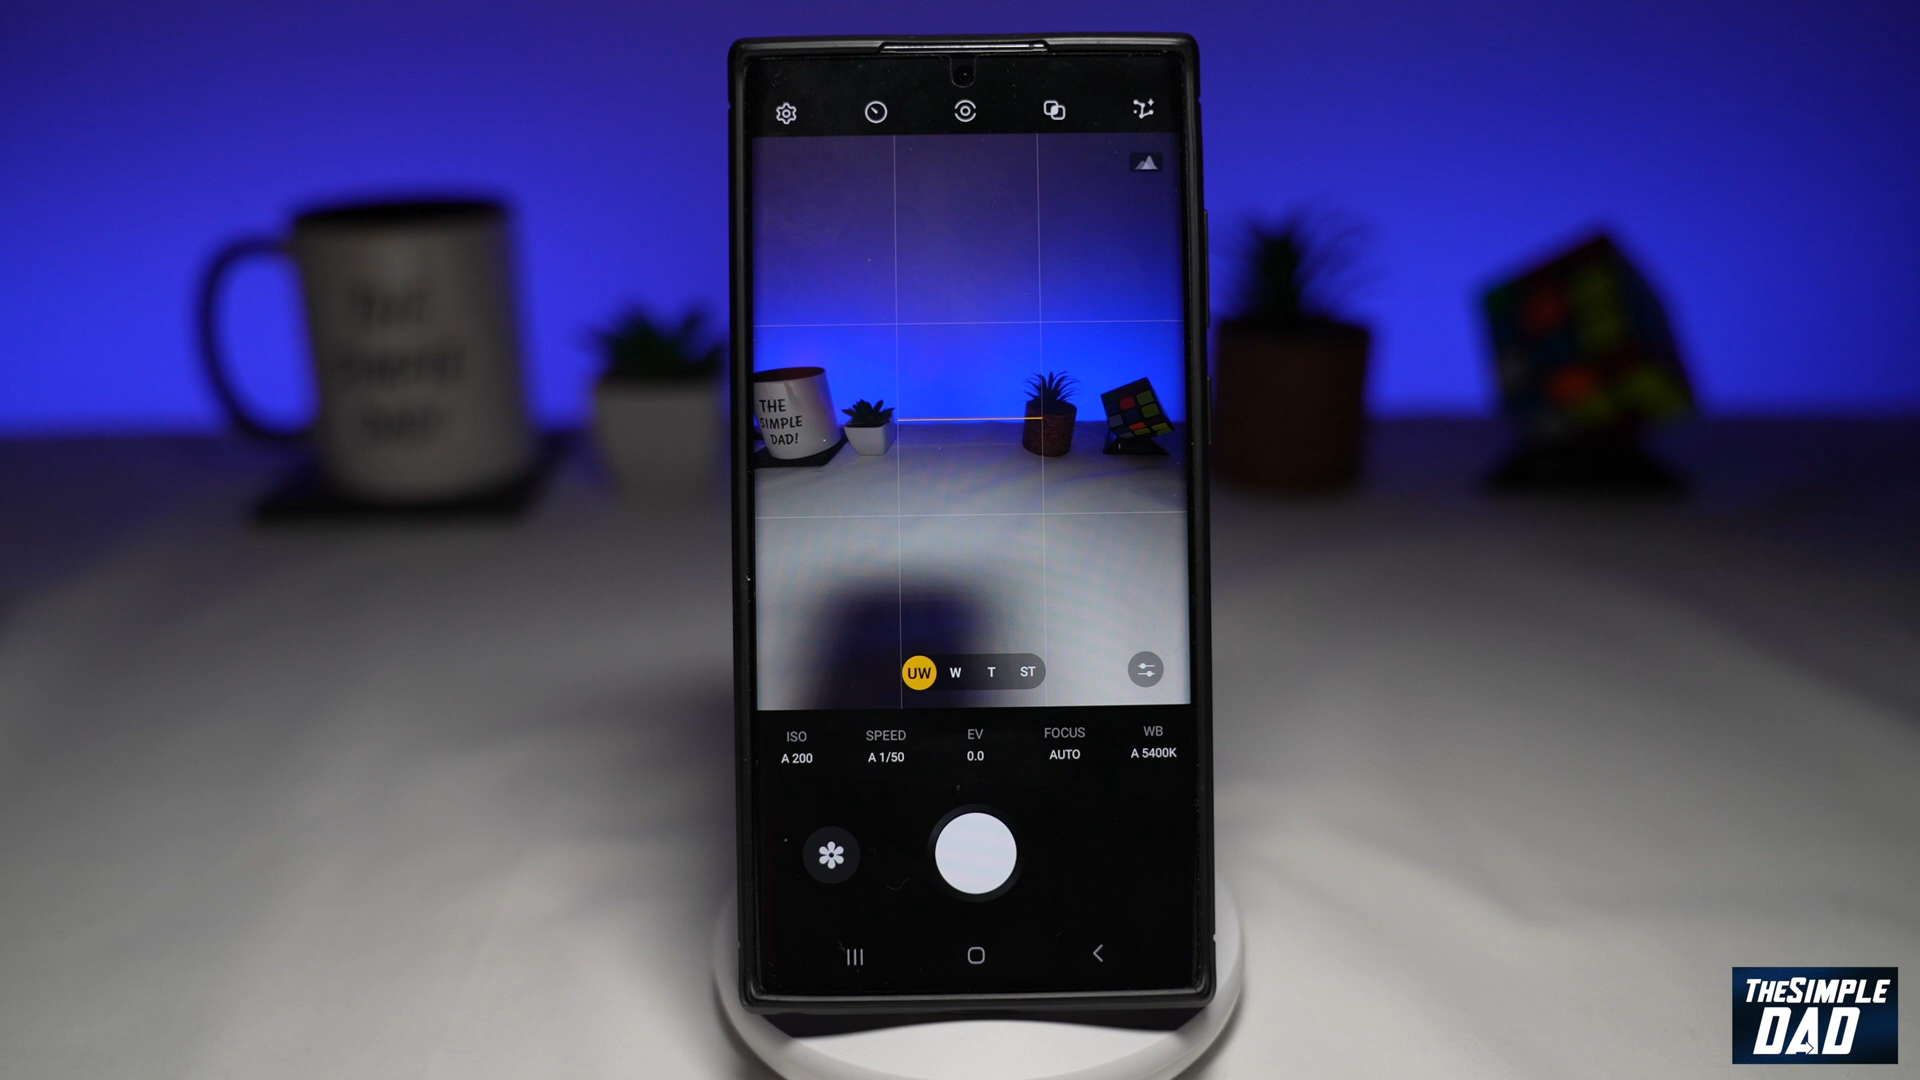 THE
SIMPLE
DAD!
UW W T ST
ISO SPEED EV FOCUS WB
A 200 A 1/50 0.0 AUTO A 5400K
THESIMPLE
DAD